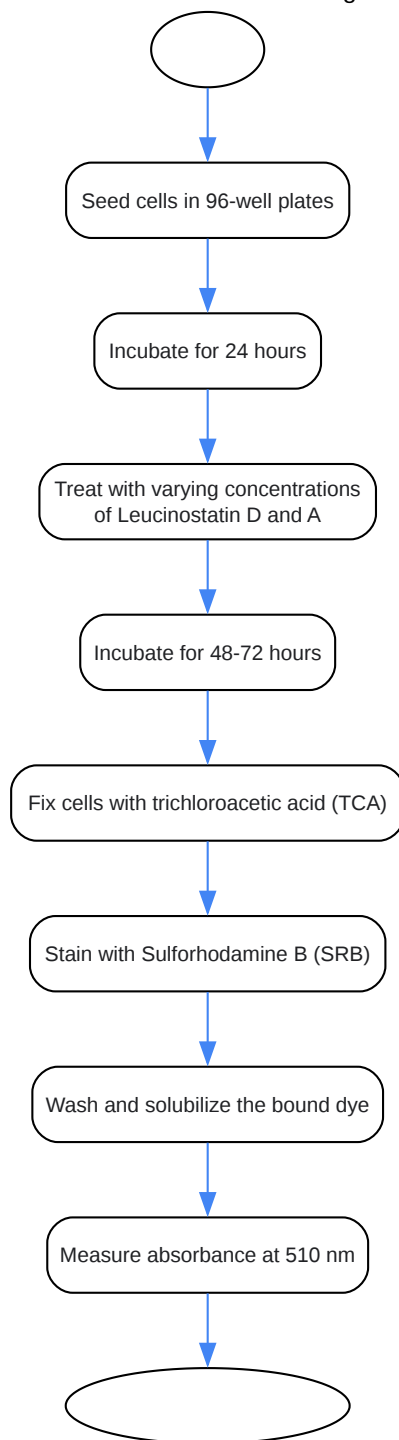 Seed cells in 96-well plates
Incubate for 24 hours
Treat with varying concentrations
of Leucinostatin D and A
Incubate for 48-72 hours
Fix cells with trichloroacetic acid (TCA)
Stain with Sulforhodamine B (SRB)
Wash and solubilize the bound dye
Measure absorbance at 510 nm